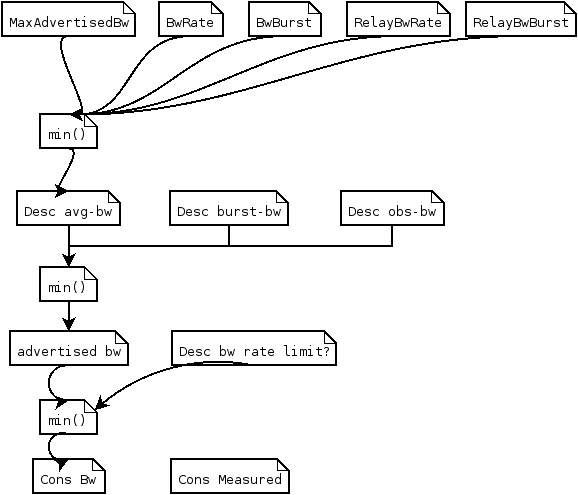 MaxAdvertisedBw
BwRate
BwBurst
RelayBwRate
RelayBwBurst
min()
Desc avg-bw
Desc burst-bw
Desc obs-bw
min()
advertised bw
Desc bw rate limit?
min()
Cons Bw
Cons Measured